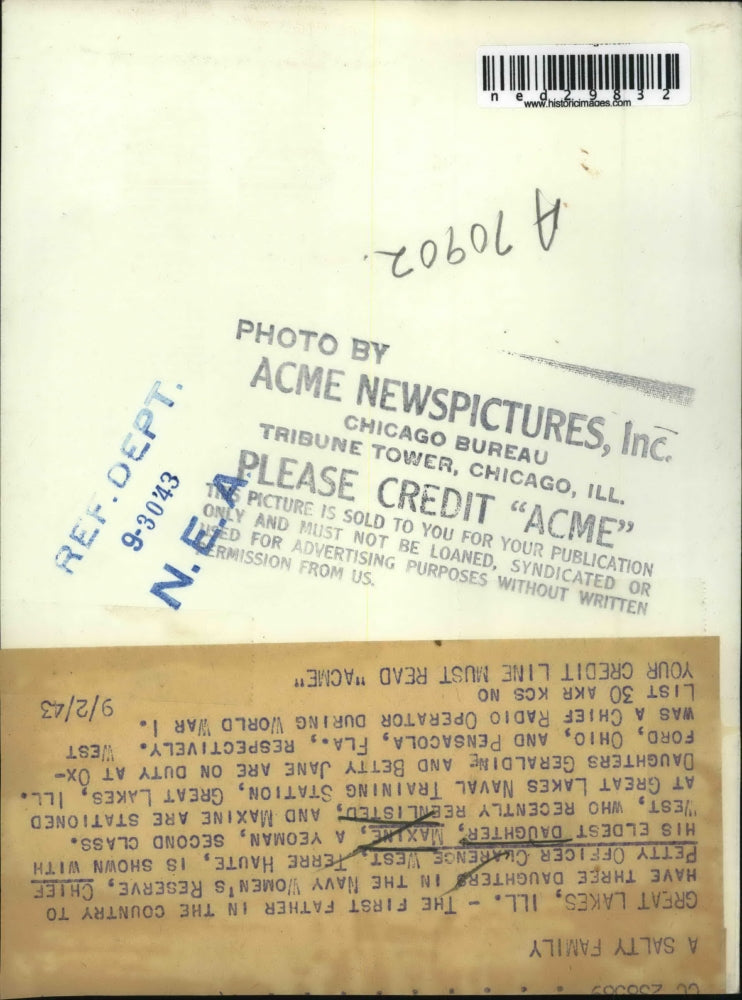 n e d 2 9 8 3 2
www.historicimages.com
A 70902.
PHOTO BY
ACME NEWSPICTURES, Inc.
CHICAGO BUREAU
TRIBUNE TOWER, CHICAGO, ILL.
PLEASE CREDIT “ACME”
THIS PICTURE IS SOLD TO YOU FOR YOUR PUBLICATION
ONLY AND MUST NOT BE LOANED, SYNDICATED OR
USED FOR ADVERTISING PURPOSES WITHOUT WRITTEN
PERMISSION FROM US.
REF. DEPT.
9-30'43
N.E.A.
A SALTY FAMILY
GREAT LAKES, ILL. - THE FIRST FATHER IN THE COUNTRY TO
HAVE THREE DAUGHTERS IN THE NAVY WOMEN'S RESERVE, CHIEF
PETTY OFFICER CLARENCE WEST, TERRE HAUTE, IS SHOWN WITH
HIS ELDEST DAUGHTER, MAXINE, A YEOMAN, SECOND CLASS.
WEST, WHO RECENTLY REENLISTED, AND MAXINE ARE STATIONED
AT GREAT LAKES NAVAL TRAINING STATION, GREAT LAKES, ILL.
DAUGHTERS GERALDINE AND BETTY JANE ARE ON DUTY AT OX-
FORD, OHIO, AND PENSACOLA, FLA., RESPECTIVELY. WEST
WAS A CHIEF RADIO OPERATOR DURING WORLD WAR I.
LIST 30 AKR KCS NO 9/2/43
YOUR CREDIT LINE MUST READ "ACME"